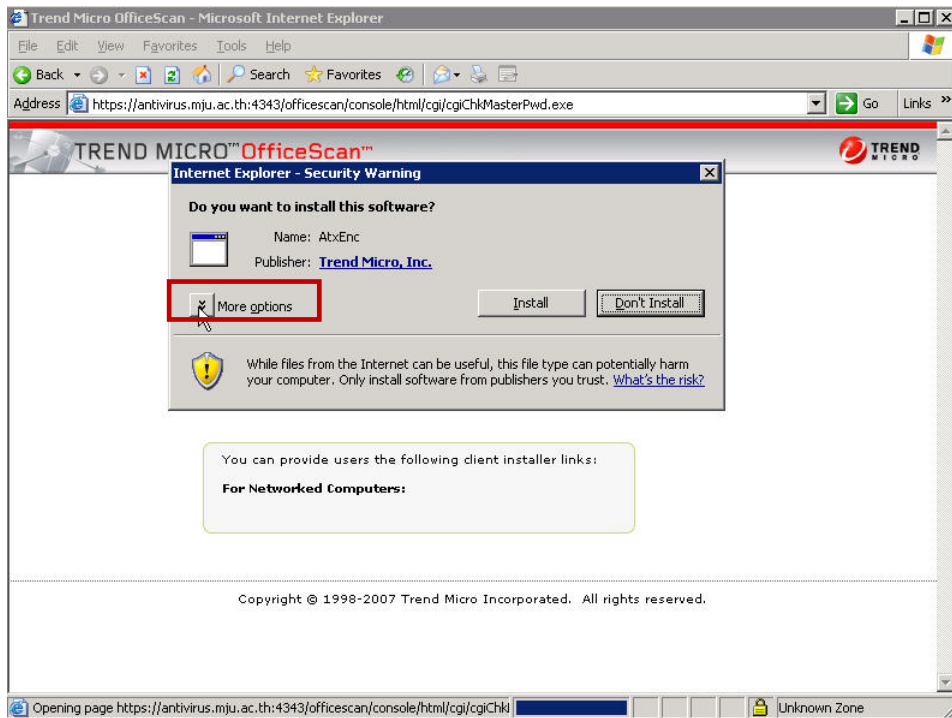 Trend Micro OfficeScan - Microsoft Internet Explorer
File Edit View Favorites Tools Help
Back Search Favorites
Address https://antivirus.mju.ac.th:4343/officescan/console/html/cgi/cgiChkMasterPwd.exe Go Links »
TREND MICRO™ OfficeScan™ TREND MICRO
Internet Explorer - Security Warning
Do you want to install this software?
Name: AtxEnc
Publisher: Trend Micro, Inc.
More options Install Don't Install
While files from the Internet can be useful, this file type can potentially harm
your computer. Only install software from publishers you trust. What's the risk?
You can provide users the following client installer links:
For Networked Computers:
Copyright © 1998-2007 Trend Micro Incorporated. All rights reserved.
Opening page https://antivirus.mju.ac.th:4343/officescan/console/html/cgi/cgiChkl Unknown Zone